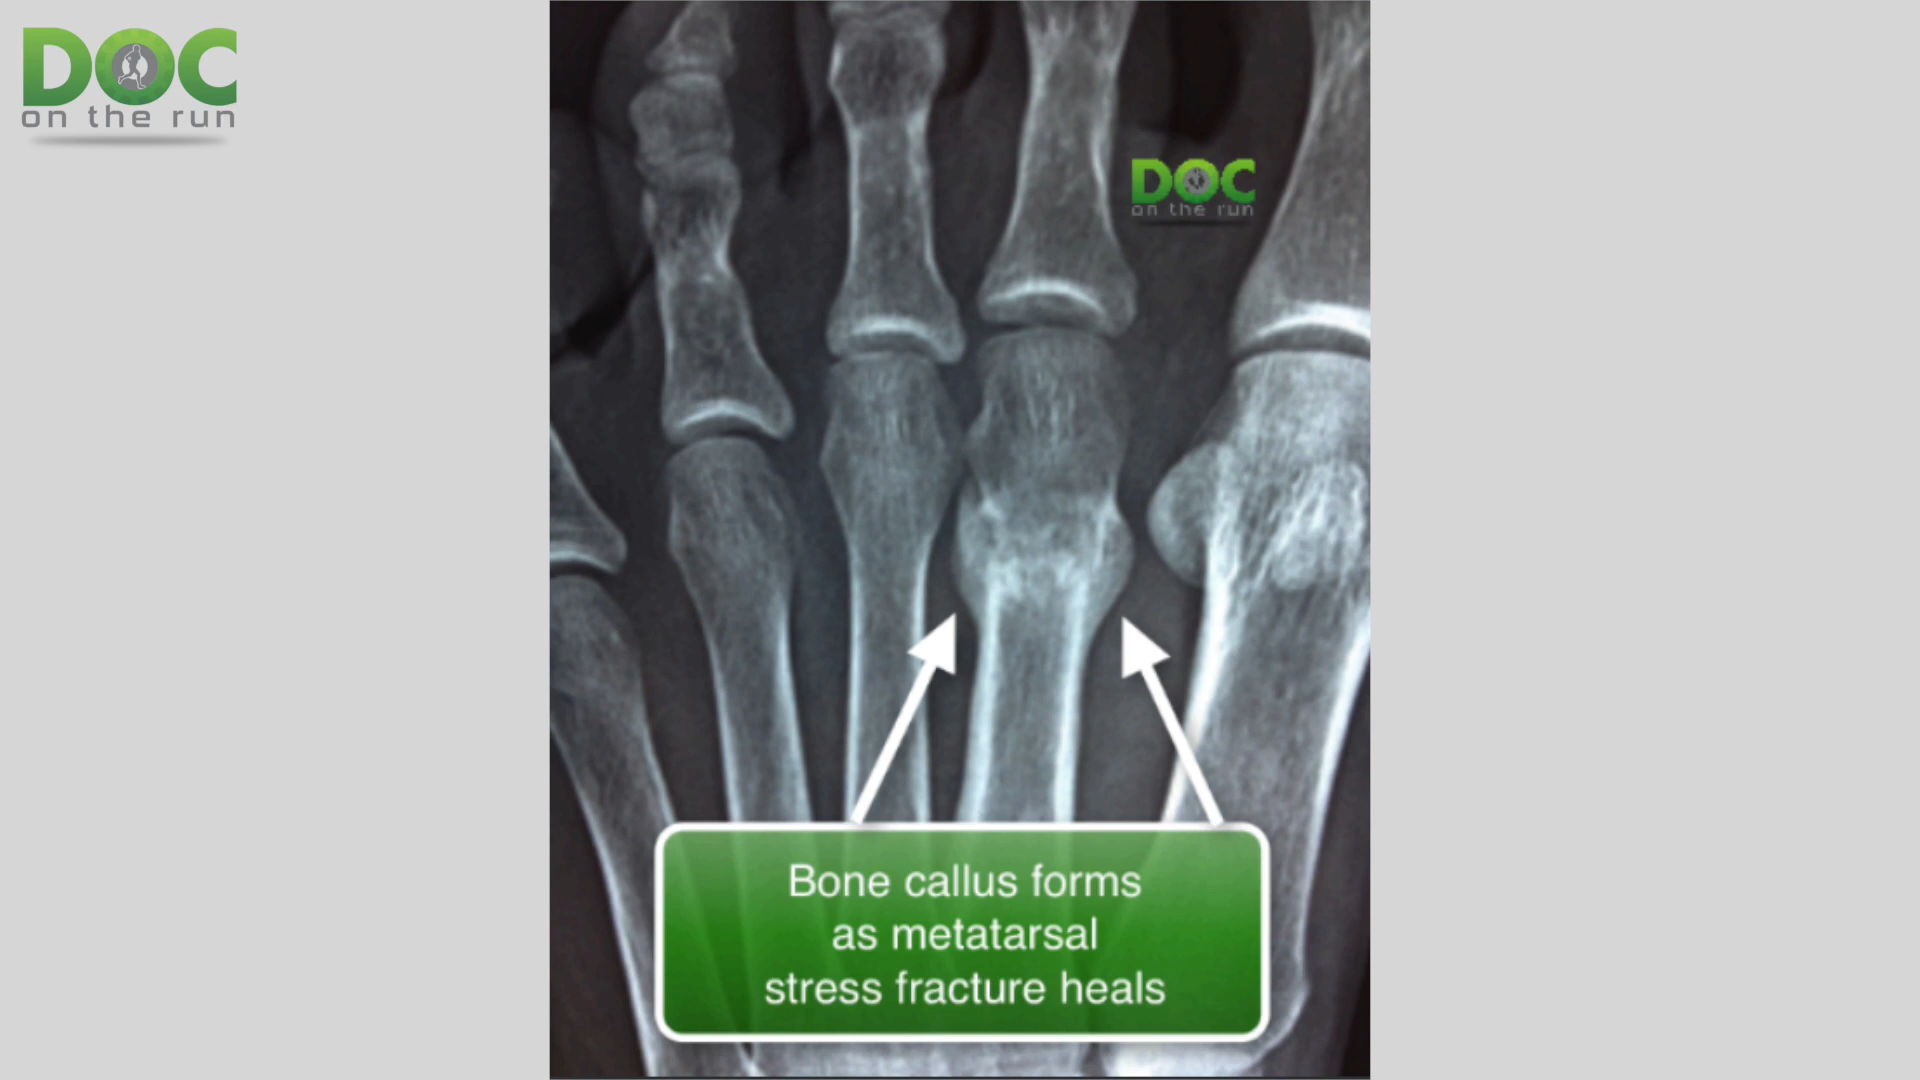 DOC
on the run
DOC
on the run
Bone callus forms
as metatarsal
stress fracture heals